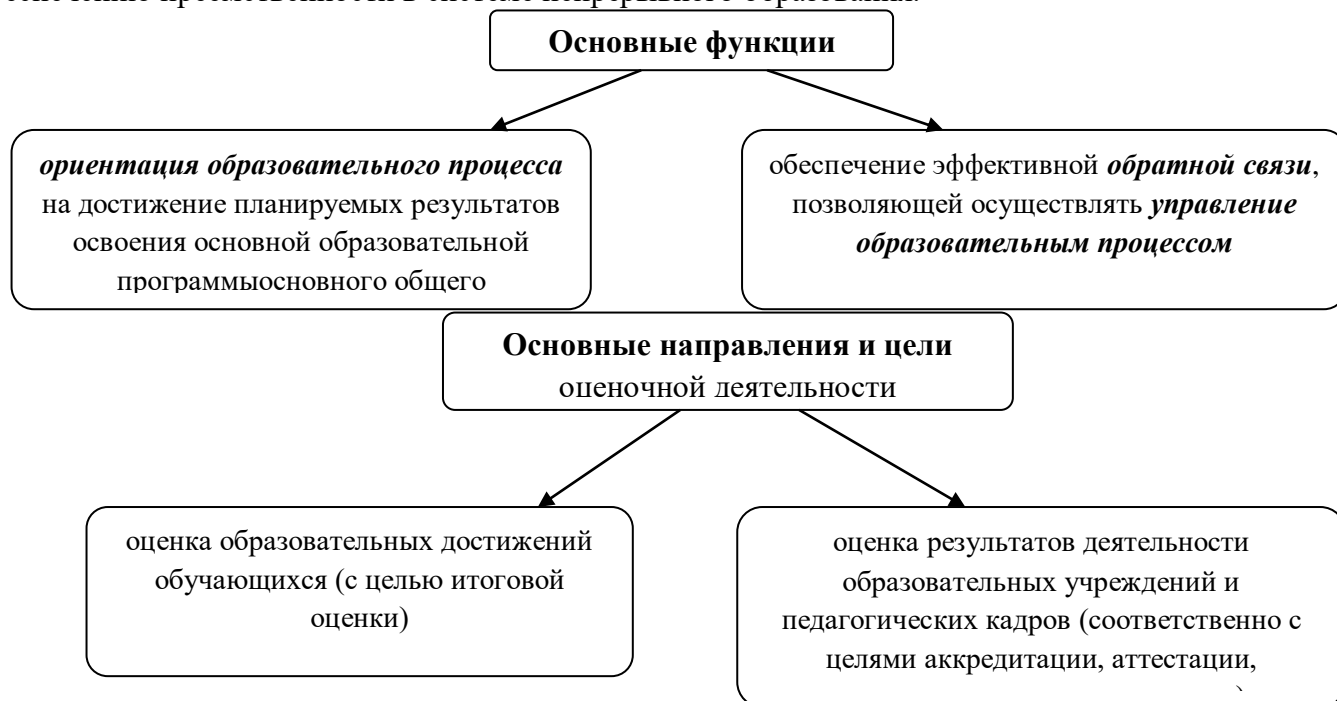 Основные функции
ориентация образовательного процесса
на достижение планируемых результатов
освоения основной образовательной
программыосновного общего
обеспечение эффективной обратной связи,
позволяющей осуществлять управление
образовательным процессом
Основные направления и цели
оценочной деятельности
оценка образовательных достижений
обучающихся (с целью итоговой
оценки)
оценка результатов деятельности
образовательных учреждений и
педагогических кадров (соответственно с
целями аккредитации, аттестации,